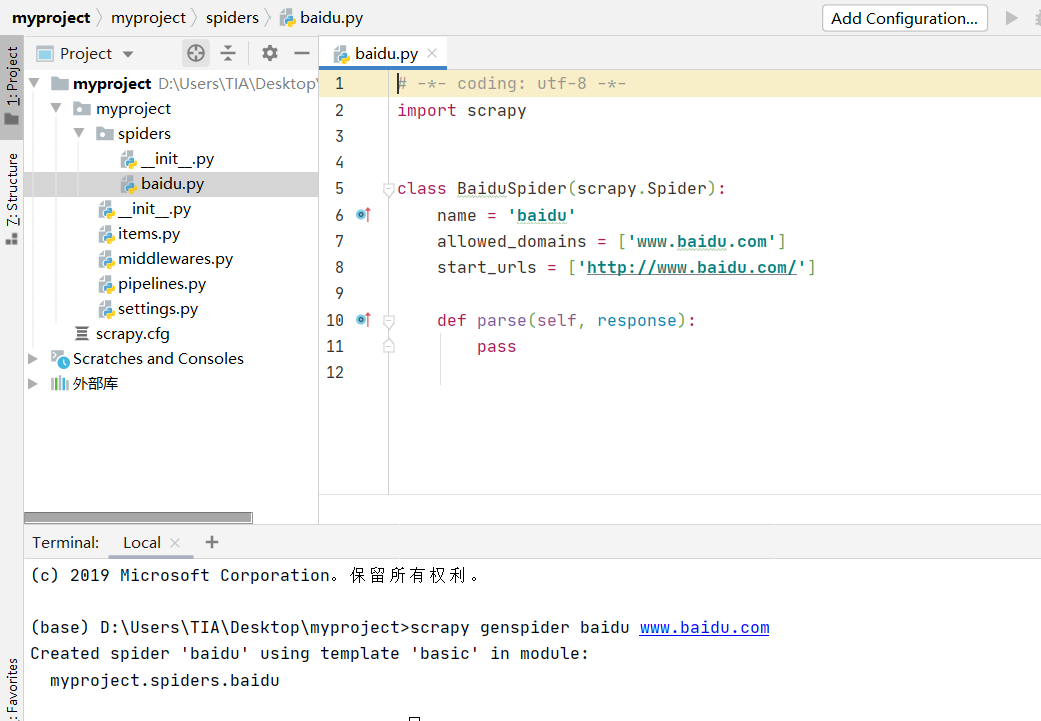 myproject myproject spiders baidu.py
Add Configuration...
1: Project
Project
myproject D:\Users\TIA\Desktop\
myproject
spiders
__init__.py
baidu.py
__init__.py
items.py
middlewares.py
pipelines.py
settings.py
scrapy.cfg
Scratches and Consoles
外部库
7: Structure
baidu.py
1 # -*- coding: utf-8 -*-
2 import scrapy
3
4
5 class BaiduSpider(scrapy.Spider):
6     name = 'baidu'
7     allowed_domains = ['www.baidu.com']
8     start_urls = ['http://www.baidu.com/']
9
10     def parse(self, response):
11         pass
12
Terminal: Local
(c) 2019 Microsoft Corporation。保留所有权利。
(base) D:\Users\TIA\Desktop\myproject>scrapy genspider baidu www.baidu.com
Created spider 'baidu' using template 'basic' in module:
  myproject.spiders.baidu
: Favorites